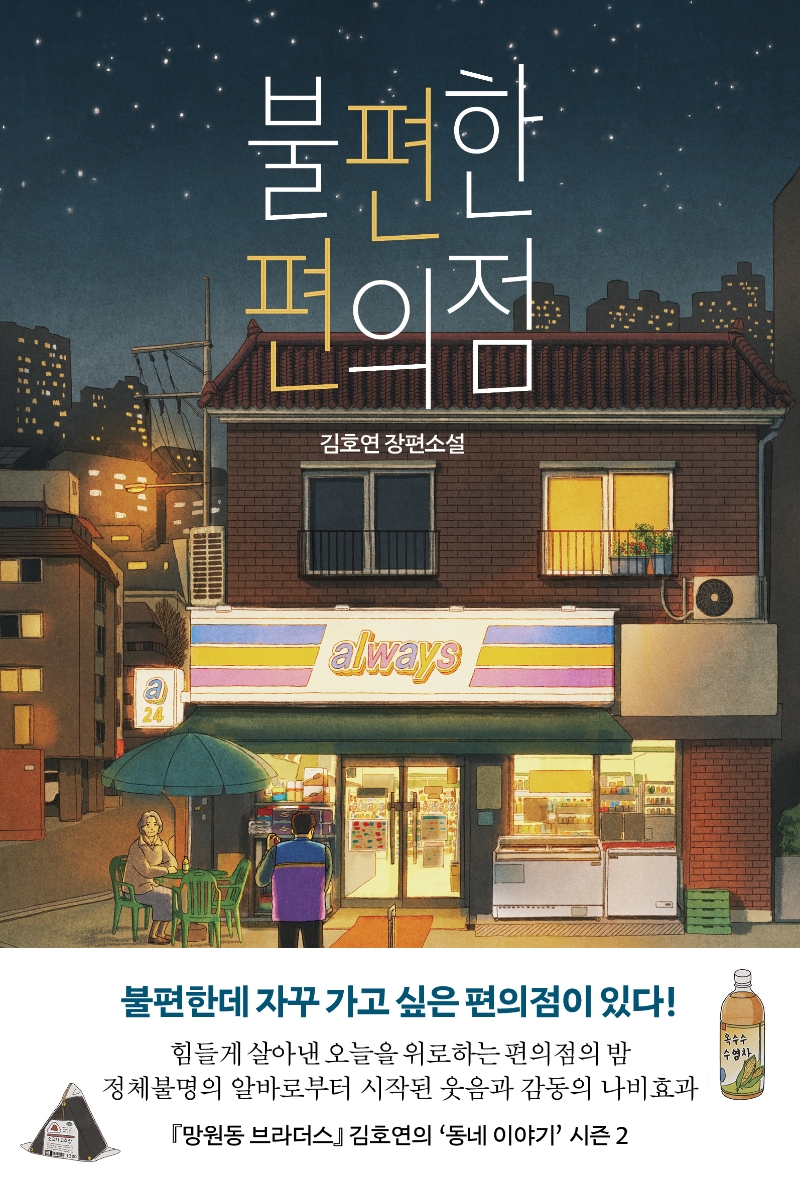 불편한
편의점
김호연 장편소설
always
a
24
불편한데 자꾸 가고 싶은 편의점이 있다!
힘들게 살아낸 오늘을 위로하는 편의점의 밤
정체불명의 알바로부터 시작된 웃음과 감동의 나비효과
『망원동 브라더스』 김호연의 ‘동네 이야기’ 시즌 2
옥수수
수염차